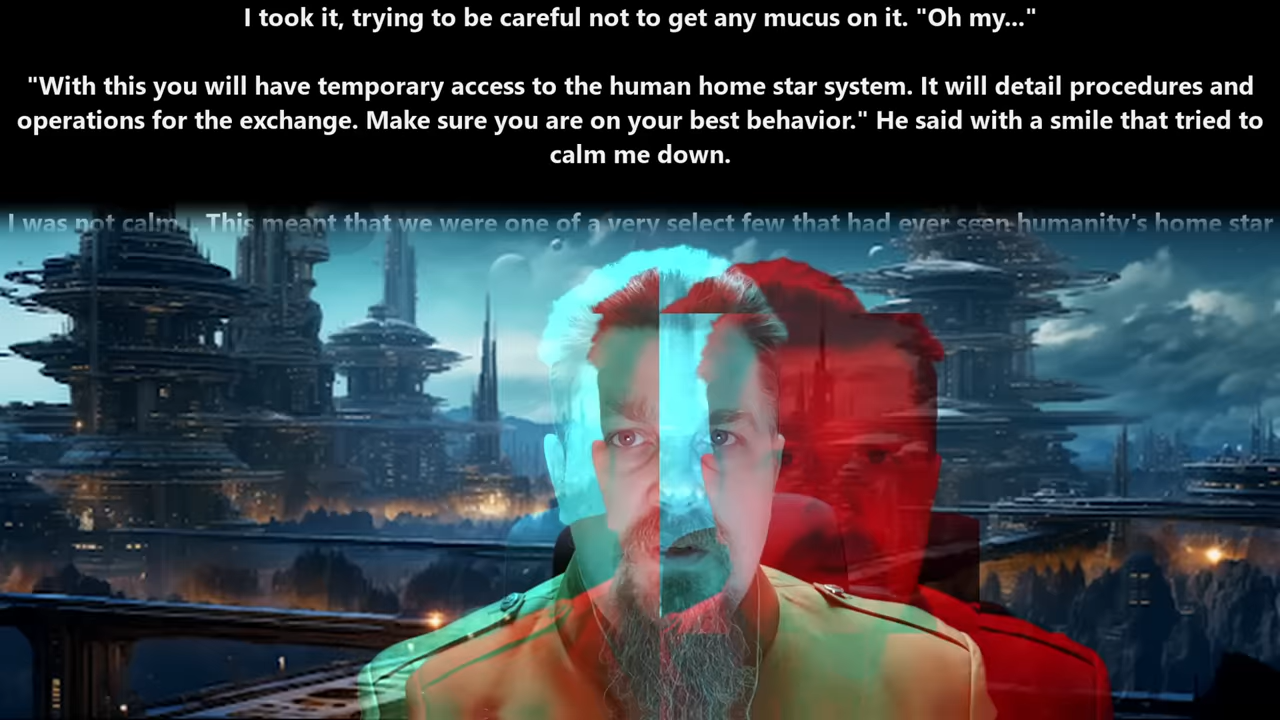 I took it, trying to be careful not to get any mucus on it. "Oh my..."
"With this you will have temporary access to the human home star system. It will detail procedures and
operations for the exchange. Make sure you are on your best behavior." He said with a smile that tried to
calm me down.
I was not calm. This meant that we were one of a very select few that had ever seen humanity's home star